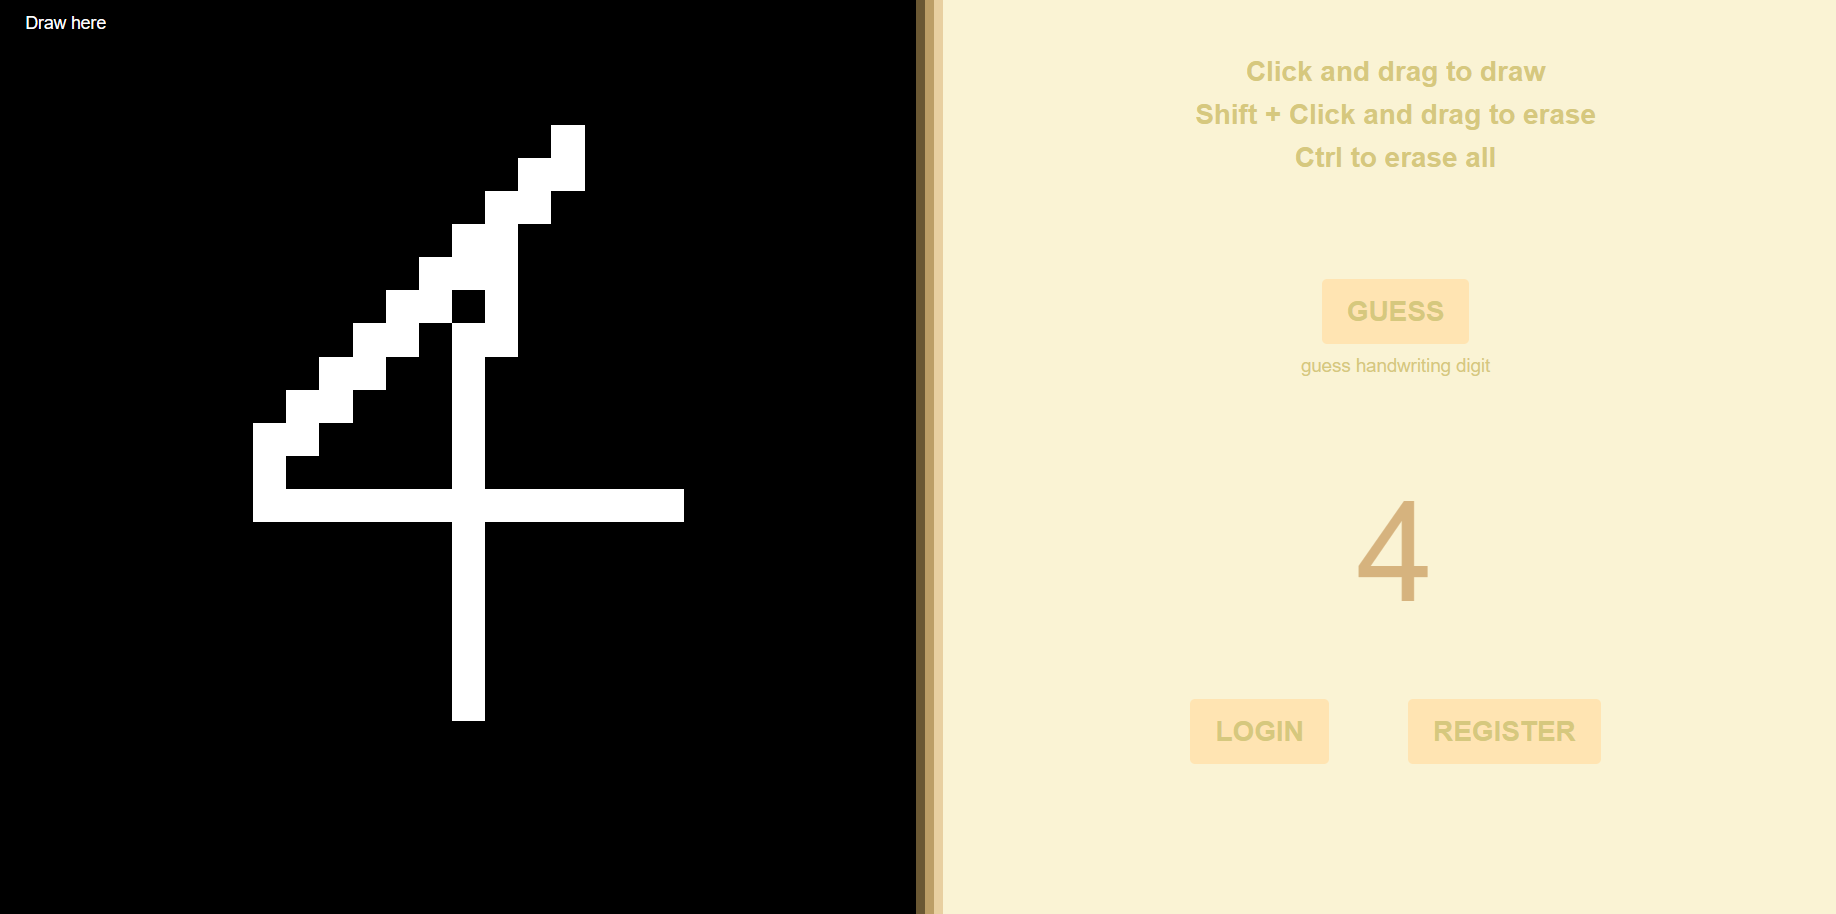 Draw here
4
Click and drag to draw
Shift + Click and drag to erase
Ctrl to erase all
GUESS
guess handwriting digit
4
LOGIN
REGISTER